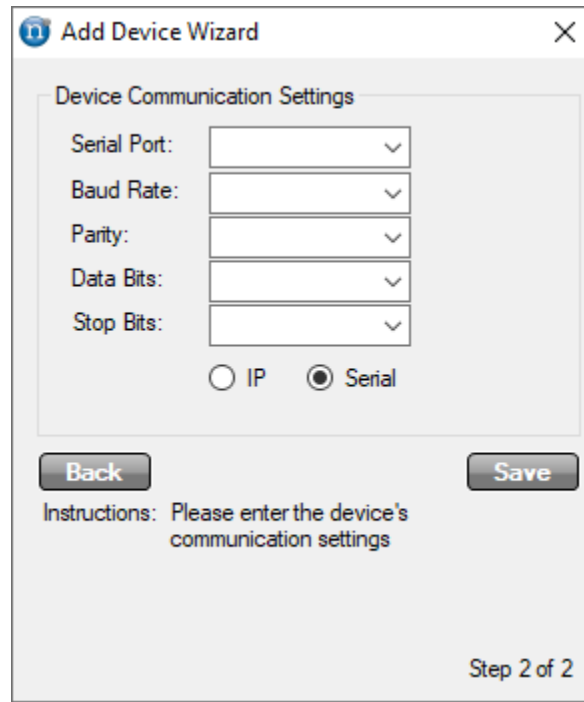 n
Add Device Wizard
Device Communication Settings
Serial Port:
Baud Rate:
Parity:
Data Bits:
Stop Bits:
IP Serial
Back Save
Instructions: Please enter the device's
communication settings
Step 2 of 2